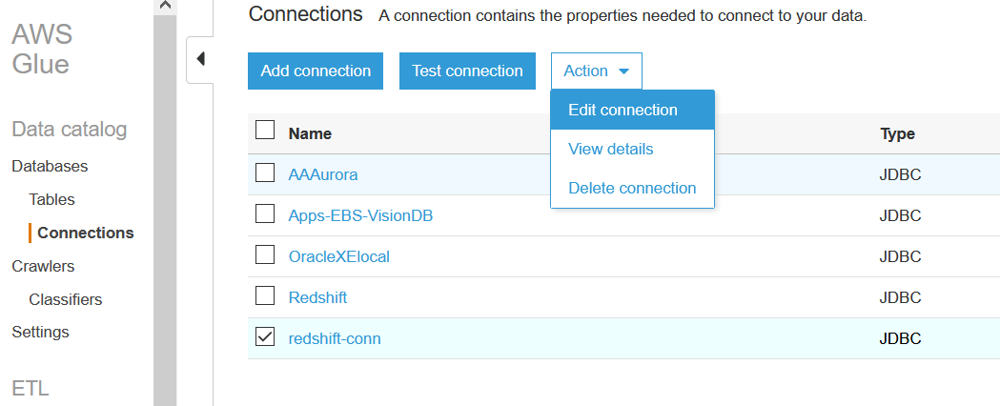 AWS
Glue
Data catalog
Databases
Tables
Connections
Crawlers
Classifiers
Settings
ETL
Connections A connection contains the properties needed to connect to your data.
Add connection Test connection Action
Edit connection
View details
Delete connection
Name Type
AAAurora JDBC
Apps-EBS-VisionDB JDBC
OracleXElocal JDBC
Redshift JDBC
redshift-conn JDBC